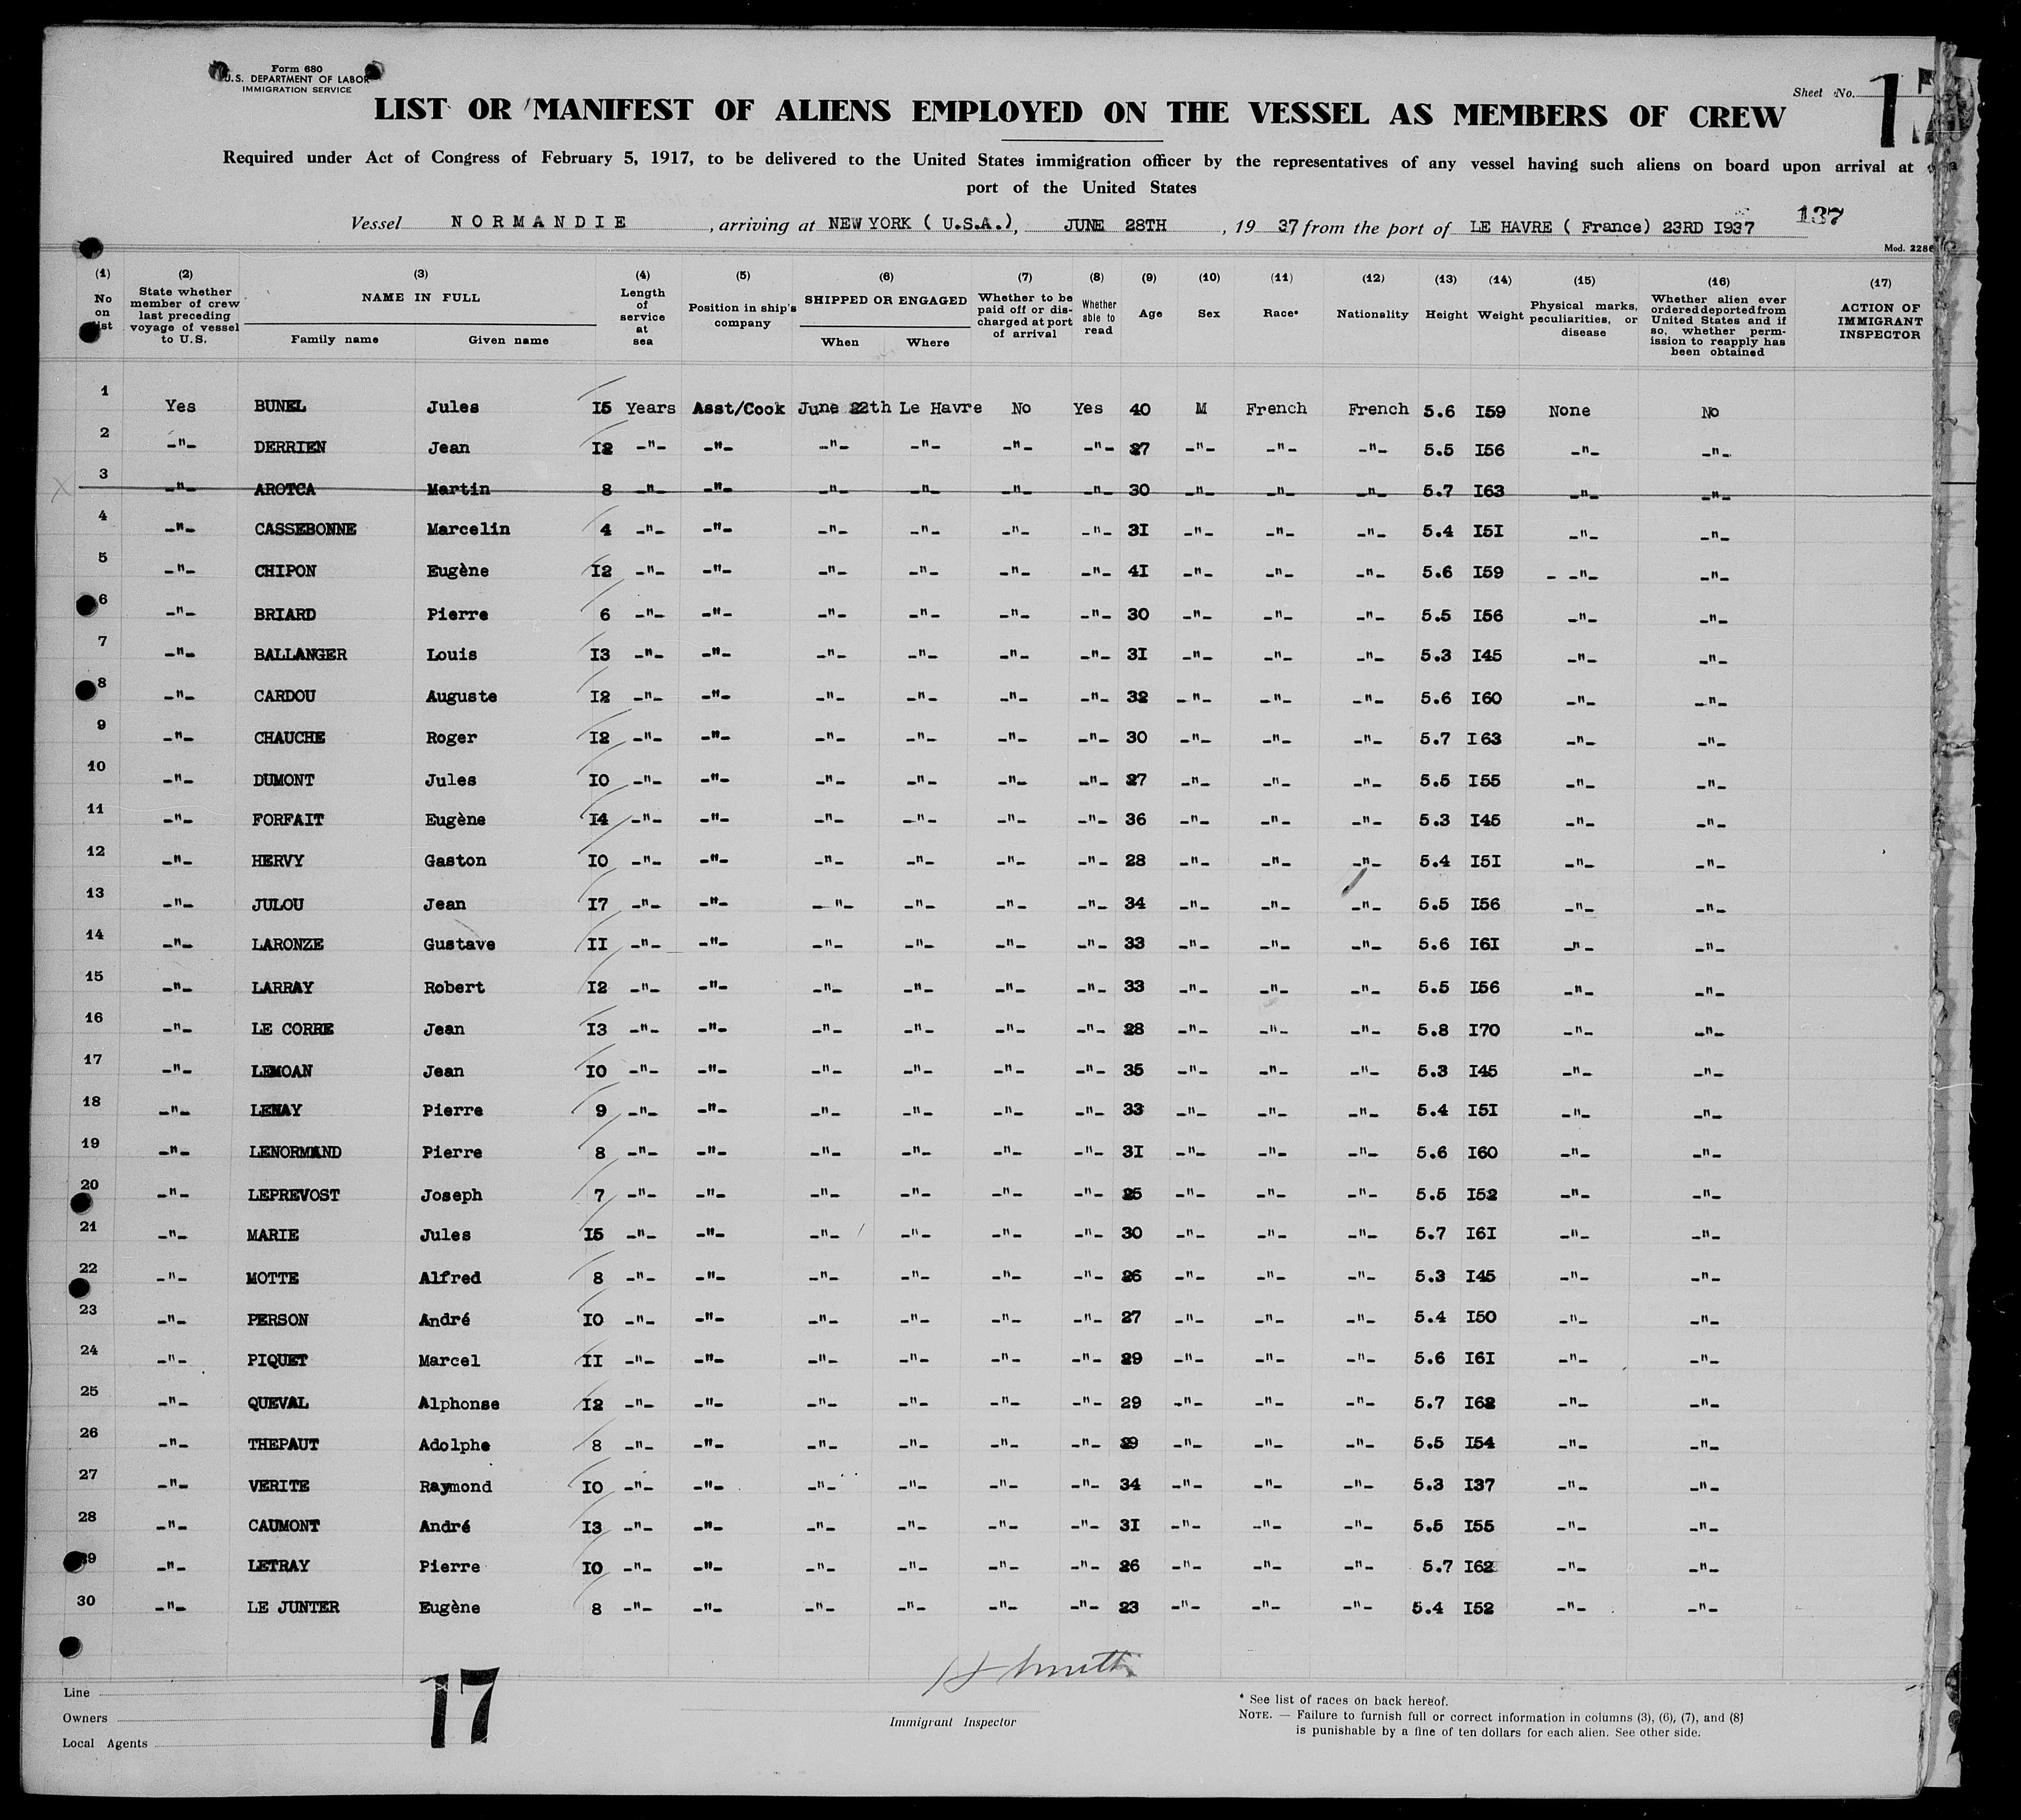 Form 680
U.S. DEPARTMENT OF LABOR
IMMIGRATION SERVICE
Sheet No. 17
LIST OR MANIFEST OF ALIENS EMPLOYED ON THE VESSEL AS MEMBERS OF CREW
Required under Act of Congress of February 5, 1917, to be delivered to the United States immigration officer by the representatives of any vessel having such aliens on board upon arrival at
port of the United States
Vessel NORMANDIE , arriving at NEW YORK ( U.S.A.), JUNE 28TH , 19 37 from the port of LE HAVRE ( France) 23RD I937 137
Mod. 2286
(1) No on list (2) State whether member of crew last preceding voyage of vessel to U.S. (3) NAME IN FULL Family name Given name (4) Length of service at sea (5) Position in ship's company (6) SHIPPED OR ENGAGED When Where (7) Whether to be paid off or discharged at port of arrival (8) Whether able to read (9) Age (10) Sex (11) Race* (12) Nationality (13) Height (14) Weight (15) Physical marks, peculiarities, or disease (16) Whether alien ever ordered deported from United States and if so, whether permission to reapply has been obtained (17) ACTION OF IMMIGRANT INSPECTOR
1 Yes BUNEL Jules I5 Years Asst/Cook June 22th Le Havre No Yes 40 M French French 5.6 I59 None No
2 -"- DERRIEN Jean I2 -"- -"- -"- -"- -"- -"- 27 -"- -"- -"- 5.5 I56 -"- -"-
3 -"- AROTCA Martin 8 -"- -"- -"- -"- -"- -"- 30 -"- -"- -"- 5.7 I63 -"- -"-
4 -"- CASSEBONNE Marcelin 4 -"- -"- -"- -"- -"- -"- 3I -"- -"- -"- 5.4 I5I -"- -"-
5 -"- CHIPON Eugène I2 -"- -"- -"- -"- -"- -"- 4I -"- -"- -"- 5.6 I59 - -"- -"-
6 -"- BRIARD Pierre 6 -"- -"- -"- -"- -"- -"- 30 -"- -"- -"- 5.5 I56 -"- -"-
7 -"- BALLANGER Louis I3 -"- -"- -"- -"- -"- -"- 3I -"- -"- -"- 5.3 I45 -"- -"-
8 -"- CARDOU Auguste I2 -"- -"- -"- -"- -"- -"- 32 -"- -"- -"- 5.6 I60 -"- -"-
9 -"- CHAUCHE Roger I2 -"- -"- -"- -"- -"- -"- 30 -"- -"- -"- 5.7 I63 -"- -"-
10 -"- DUMONT Jules I0 -"- -"- -"- -"- -"- -"- 27 -"- -"- -"- 5.5 I55 -"- -"-
11 -"- FORFAIT Eugène I4 -"- -"- -"- -"- -"- -"- 36 -"- -"- -"- 5.3 I45 -"- -"-
12 -"- HERVY Gaston I0 -"- -"- -"- -"- -"- -"- 28 -"- -"- -"- 5.4 I5I -"- -"-
13 -"- JULOU Jean I7 -"- -"- -"- -"- -"- -"- 34 -"- -"- -"- 5.5 I56 -"- -"-
14 -"- LARONZE Gustave II -"- -"- -"- -"- -"- -"- 33 -"- -"- -"- 5.6 I6I -"- -"-
15 -"- LARRAY Robert I2 -"- -"- -"- -"- -"- -"- 33 -"- -"- -"- 5.5 I56 -"- -"-
16 -"- LE CORRE Jean I3 -"- -"- -"- -"- -"- -"- 28 -"- -"- -"- 5.8 I70 -"- -"-
17 -"- LEMOAN Jean I0 -"- -"- -"- -"- -"- -"- 35 -"- -"- -"- 5.3 I45 -"- -"-
18 -"- LENAY Pierre 9 -"- -"- -"- -"- -"- -"- 33 -"- -"- -"- 5.4 I5I -"- -"-
19 -"- LENORMAND Pierre 8 -"- -"- -"- -"- -"- -"- 3I -"- -"- -"- 5.6 I60 -"- -"-
20 -"- LEPREVOST Joseph 7 -"- -"- -"- -"- -"- -"- 25 -"- -"- -"- 5.5 I52 -"- -"-
21 -"- MARIE Jules I5 -"- -"- -"- -"- -"- -"- 30 -"- -"- -"- 5.7 I6I -"- -"-
22 -"- MOTTE Alfred 8 -"- -"- -"- -"- -"- -"- 26 -"- -"- -"- 5.3 I45 -"- -"-
23 -"- PERSON André I0 -"- -"- -"- -"- -"- -"- 27 -"- -"- -"- 5.4 I50 -"- -"-
24 -"- PIQUET Marcel II -"- -"- -"- -"- -"- -"- 29 -"- -"- -"- 5.6 I6I -"- -"-
25 -"- QUEVAL Alphonse I2 -"- -"- -"- -"- -"- -"- 29 -"- -"- -"- 5.7 I62 -"- -"-
26 -"- THEPAUT Adolphe 8 -"- -"- -"- -"- -"- -"- 29 -"- -"- -"- 5.5 I54 -"- -"-
27 -"- VERITE Raymond I0 -"- -"- -"- -"- -"- -"- 34 -"- -"- -"- 5.3 I37 -"- -"-
28 -"- CAUMONT André I3 -"- -"- -"- -"- -"- -"- 3I -"- -"- -"- 5.5 I55 -"- -"-
29 -"- LETRAY Pierre I0 -"- -"- -"- -"- -"- -"- 26 -"- -"- -"- 5.7 I62 -"- -"-
30 -"- LE JUNTER Eugène 8 -"- -"- -"- -"- -"- -"- 23 -"- -"- -"- 5.4 I52 -"- -"-
Line
Owners
Local Agents
17
Smith
Immigrant Inspector
* See list of races on back hereof.
NOTE. — Failure to furnish full or correct information in columns (3), (6), (7), and (8)
is punishable by a fine of ten dollars for each alien. See other side.